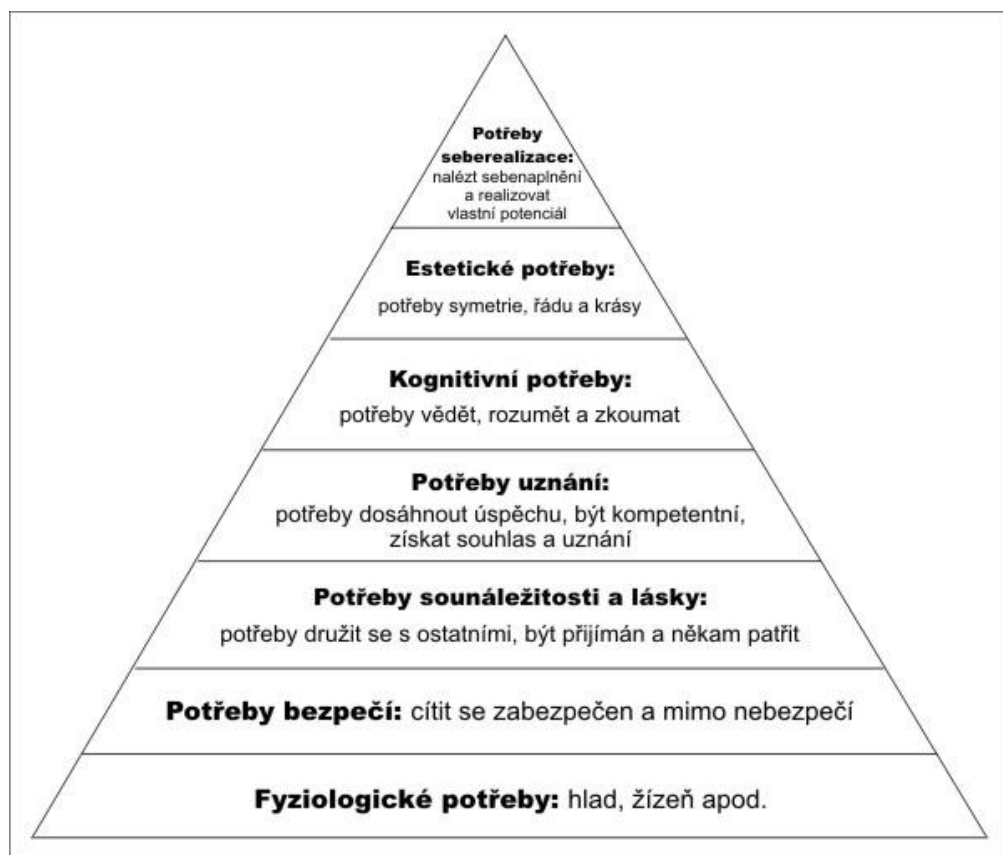 Potřeby
seberealizace:
nalézt sebenaplnění
a realizovat
vlastní potenciál
Estetické potřeby:
potřeby symetrie, řádu a krásy
Kognitivní potřeby:
potřeby vědět, rozumět a zkoumat
Potřeby uznání:
potřeby dosáhnout úspěchu, být kompetentní,
získat souhlas a uznání
Potřeby sounáležitosti a lásky:
potřeby družit se s ostatními, být přijímán a někam patřit
Potřeby bezpečí: cítit se zabezpečen a mimo nebezpečí
Fyziologické potřeby: hlad, žízeň apod.